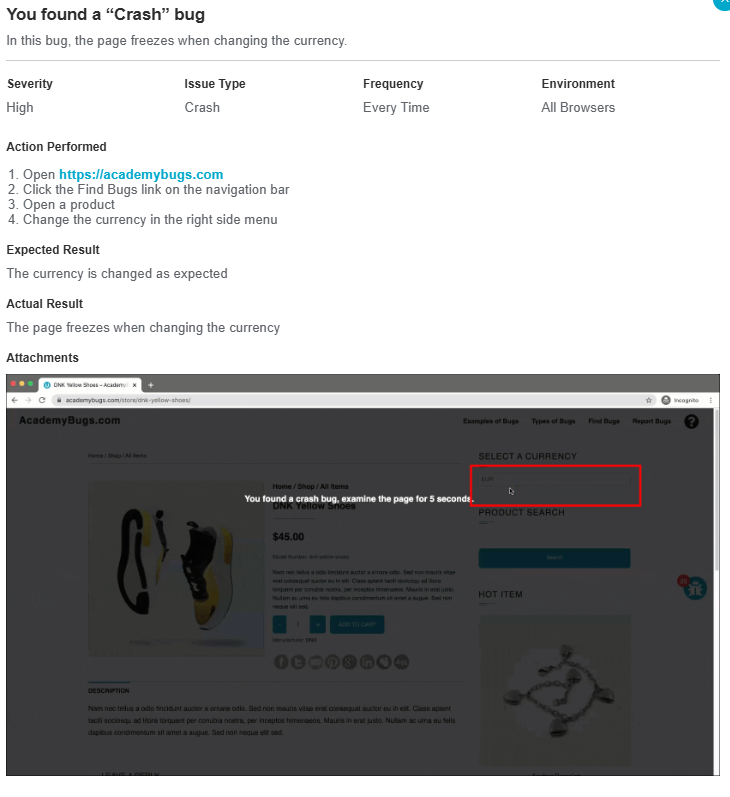 You found a “Crash” bug
In this bug, the page freezes when changing the currency.
Severity
Issue Type
Frequency
Environment
High
Crash
Every Time
All Browsers
Action Performed
1. Open https://academybugs.com
2. Click the Find Bugs link on the navigation bar
3. Open a product
4. Change the currency in the right side menu
Expected Result
The currency is changed as expected
Actual Result
The page freezes when changing the currency
Attachments
DNK Yellow Shoes – Academy
academybugs.com/store/dnk-yellow-shoes/
Incognito
AcademyBugs.com
Examples of Bugs Types of Bugs Find Bugs Report Bugs
Home / Shop / All Items
SELECT A CURRENCY
EUR
Home / Shop / All Items
You found a crash bug, examine the page for 5 seconds.
DNK Yellow Shoes
PRODUCT SEARCH
$45.00
Search
HOT ITEM
1
ADD TO CART
DESCRIPTION
Nam nec tellus a odio tincidunt auctor a ornare odio. Sed non mauris vitae erat consequat auctor eu in elit. Class aptent
taciti sociosqu ad litora torquent per conubia nostra, per inceptos himenaeos. Mauris in erat justo. Nullam ac urna eu felis
dapibus condimentum sit amet a augue. Sed non neque elit sed.
LEAVE A REPLY